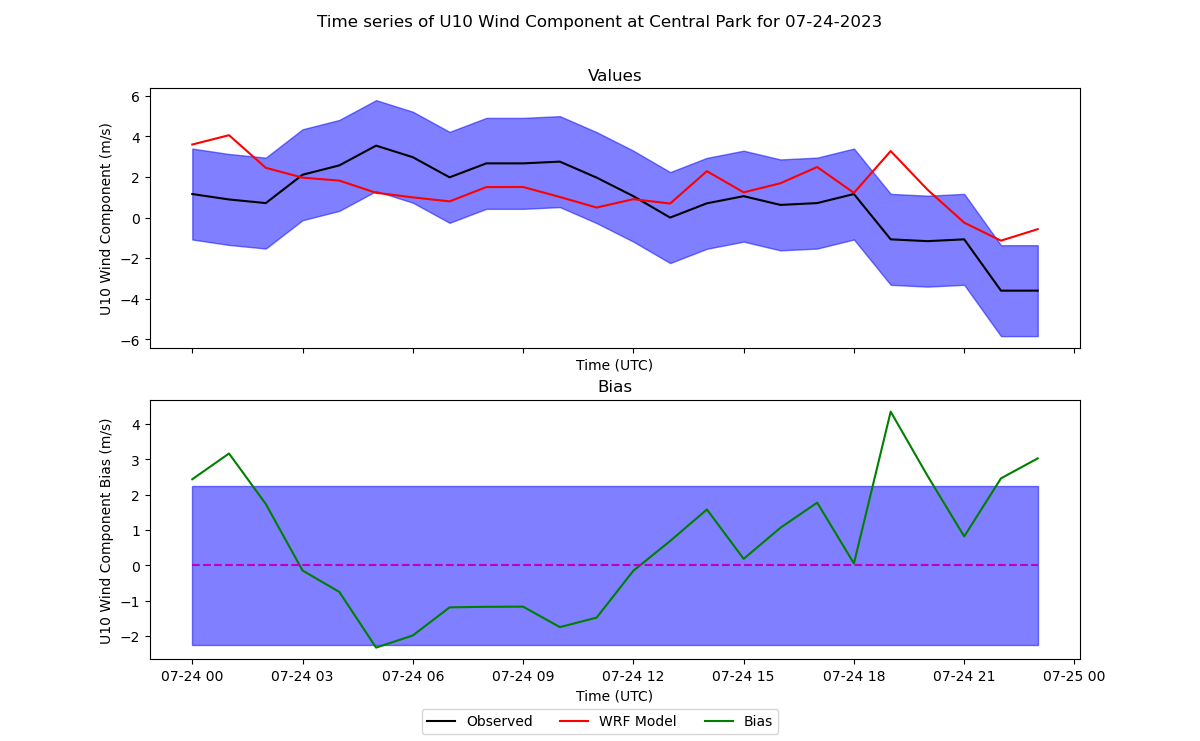 Time series of U10 Wind Component at Central Park for 07-24-2023
Values
U10 Wind Component (m/s)
6
4
2
0
−2
−4
−6
Time (UTC)
Bias
U10 Wind Component Bias (m/s)
4
3
2
1
0
−1
−2
07-24 00 07-24 03 07-24 06 07-24 09 07-24 12 07-24 15 07-24 18 07-24 21 07-25 00
Time (UTC)
Observed WRF Model Bias